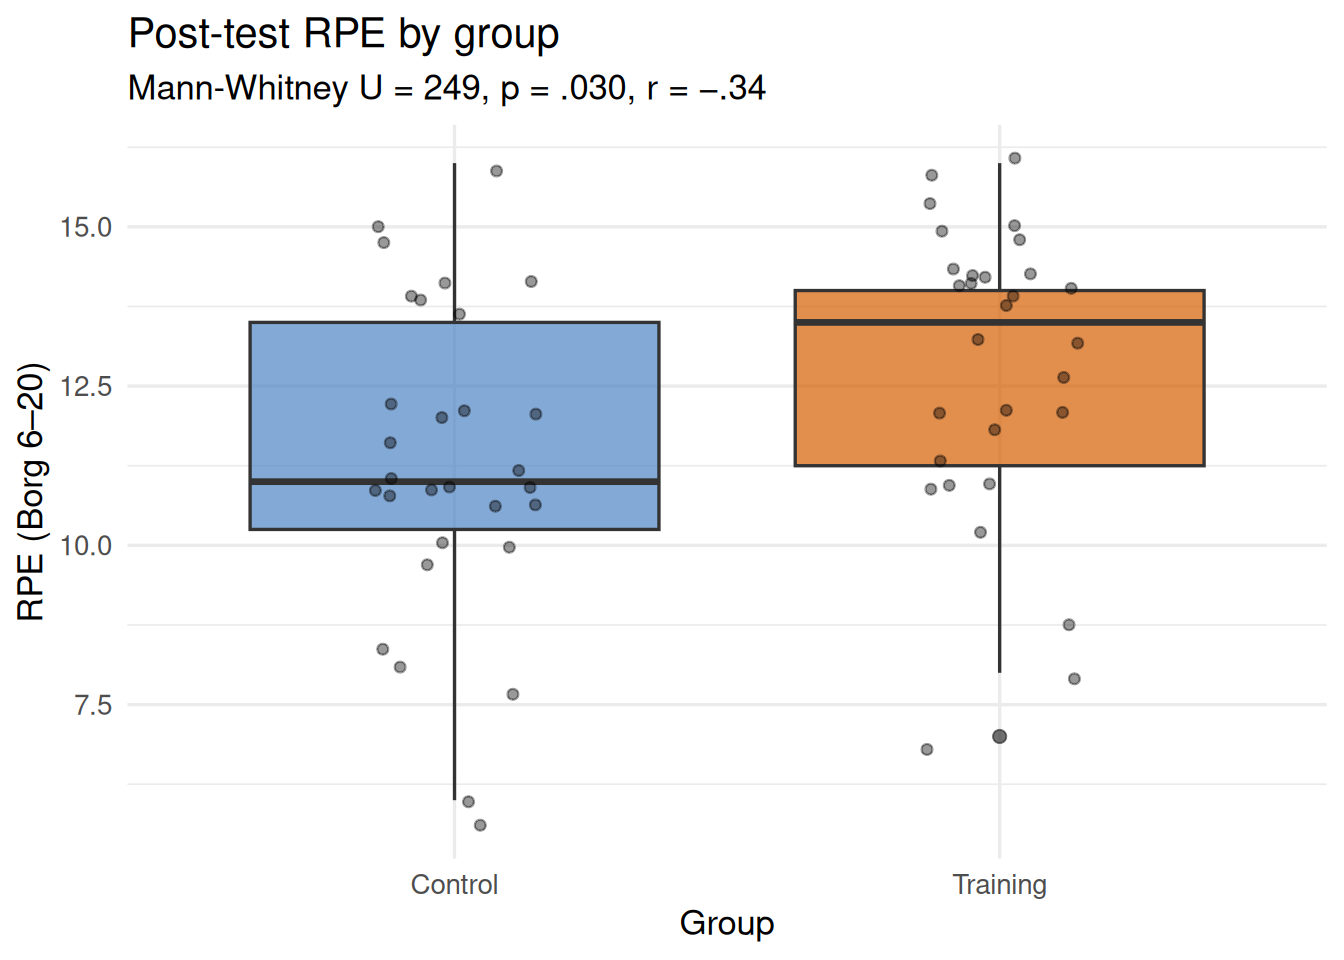 Post-test RPE by group
Mann-Whitney U = 249, p = .030, r = −.34
RPE (Borg 6–20)
15.0
12.5
10.0
7.5
Control
Training
Group